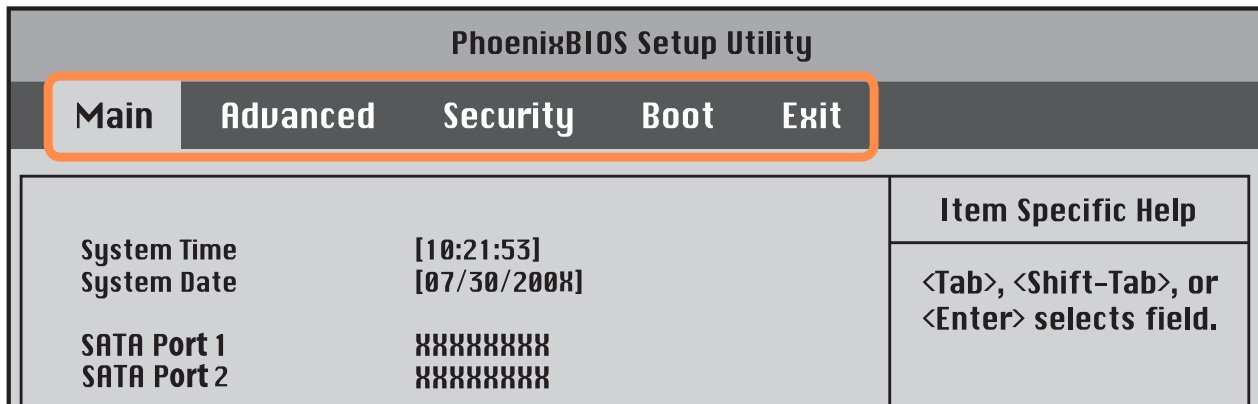 PhoenixBIOS Setup Utility
Main Advanced Security Boot Exit
System Time [10:21:53]
System Date [07/30/200X]
SATA Port 1 XXXXXXXX
SATA Port 2 XXXXXXXX
Item Specific Help
<Tab>, <Shift-Tab>, or
<Enter> selects field.